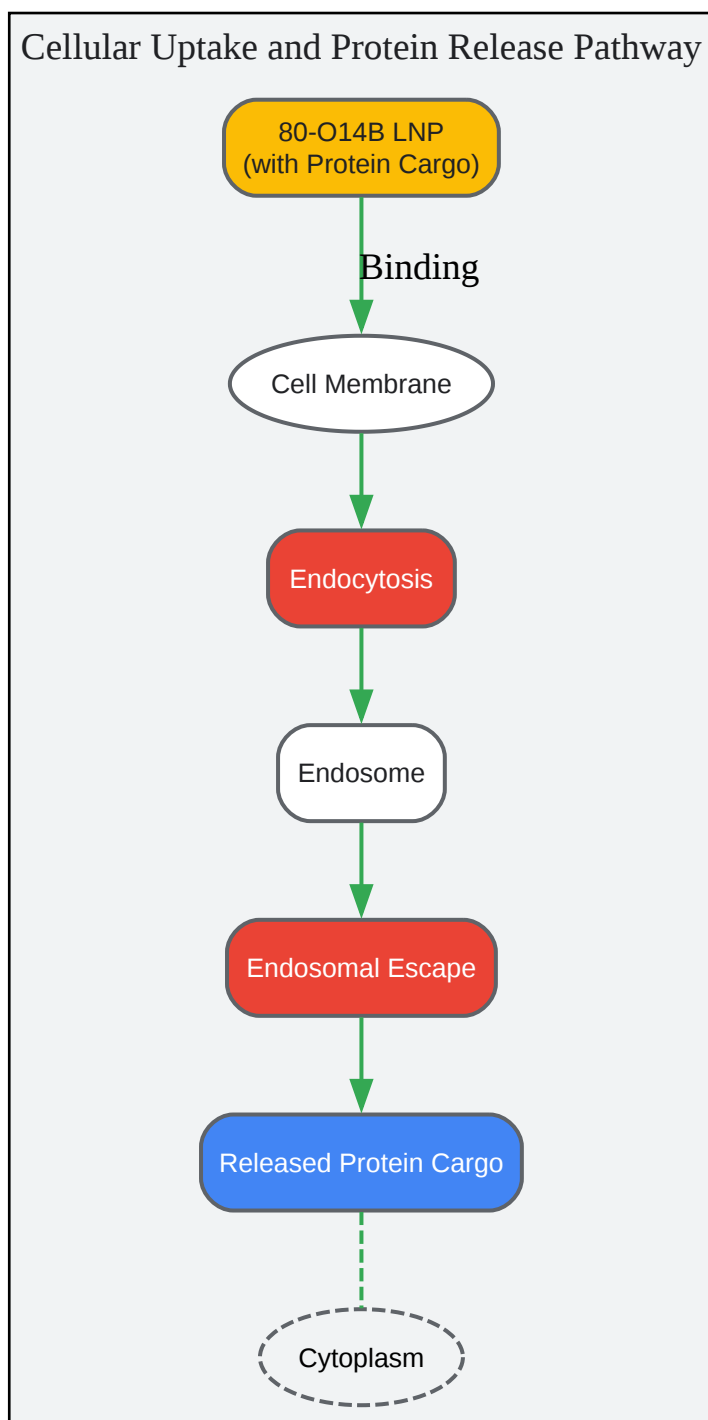 Cellular Uptake and Protein Release Pathway
80-O14B LNP
(with Protein Cargo)
Binding
Cell Membrane
Endocytosis
Endosome
Endosomal Escape
Released Protein Cargo
Cytoplasm